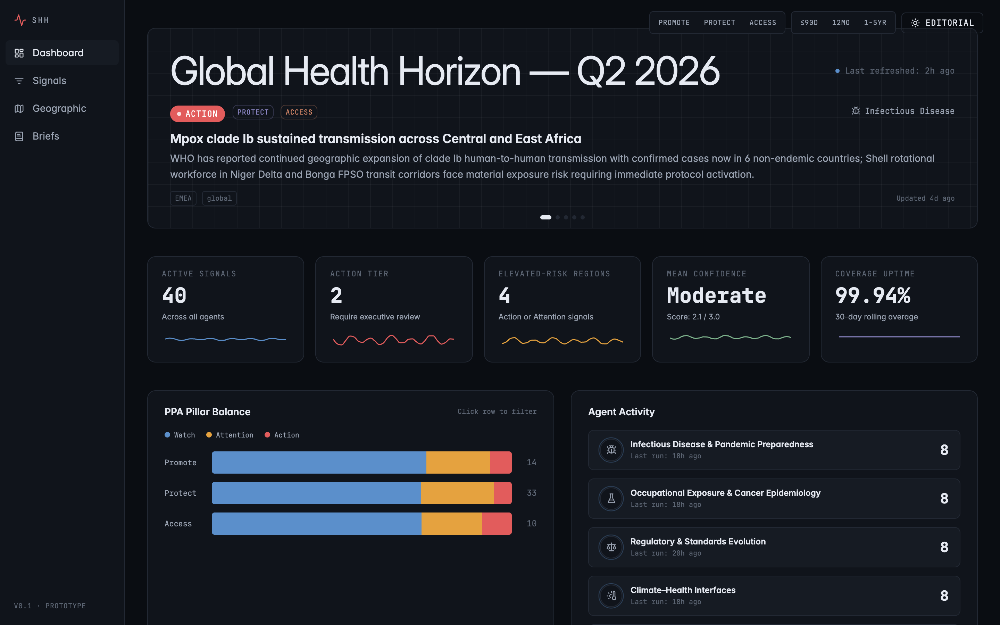 SHH
Dashboard
Signals
Geographic
Briefs
V0.1 · PROTOTYPE
PROMOTE PROTECT ACCESS
≤90D 12MO 1-5YR
EDITORIAL
Global Health Horizon — Q2 2026
Last refreshed: 2h ago
ACTION PROTECT ACCESS
Infectious Disease
Mpox clade Ib sustained transmission across Central and East Africa
WHO has reported continued geographic expansion of clade Ib human-to-human transmission with confirmed cases now in 6 non-endemic countries; Shell rotational
workforce in Niger Delta and Bonga FPSO transit corridors face material exposure risk requiring immediate protocol activation.
EMEA global
Updated 4d ago
ACTIVE SIGNALS
40
Across all agents
ACTION TIER
2
Require executive review
ELEVATED-RISK REGIONS
4
Action or Attention signals
MEAN CONFIDENCE
Moderate
Score: 2.1 / 3.0
COVERAGE UPTIME
99.94%
30-day rolling average
PPA Pillar Balance
Click row to filter
Watch Attention Action
Promote 14
Protect 33
Access 10
Agent Activity
Infectious Disease & Pandemic Preparedness
Last run: 18h ago
8
Occupational Exposure & Cancer Epidemiology
Last run: 18h ago
8
Regulatory & Standards Evolution
Last run: 20h ago
8
Climate–Health Interfaces
Last run: 18h ago
8